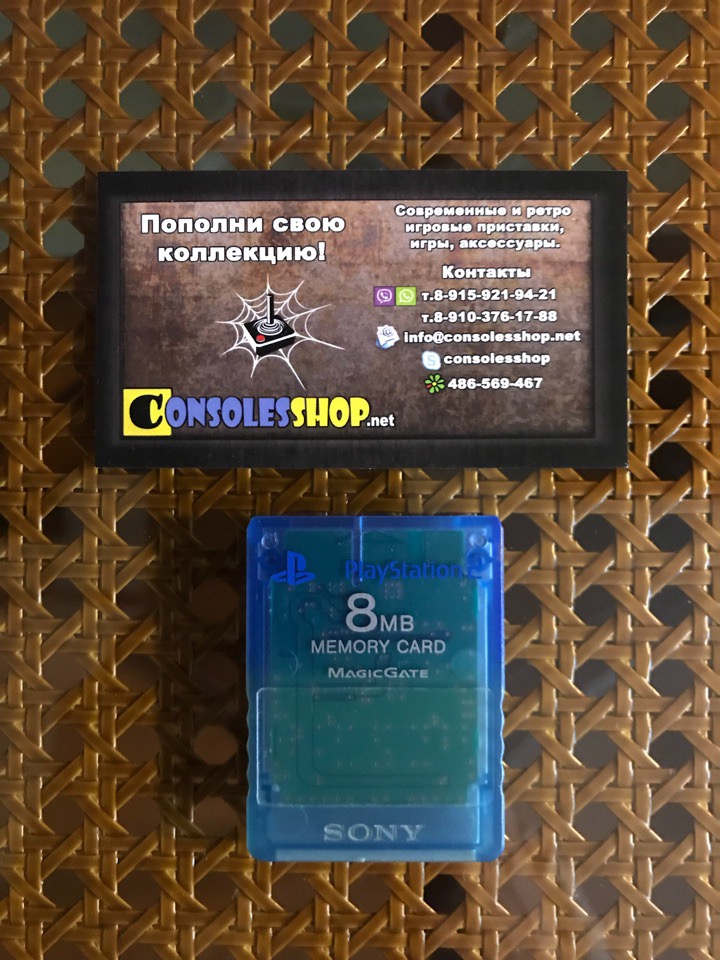 Пополни свою
коллекцию!
CONSOLESSHOP.net
Современные и ретро
игровые приставки,
игры, аксессуары.
Контакты
т.8-915-921-94-21
т.8-910-376-17-88
info@consolesshop.net
consolesshop
486-569-467
PlayStation 2
8MB
MEMORY CARD
MAGICGATE
SONY